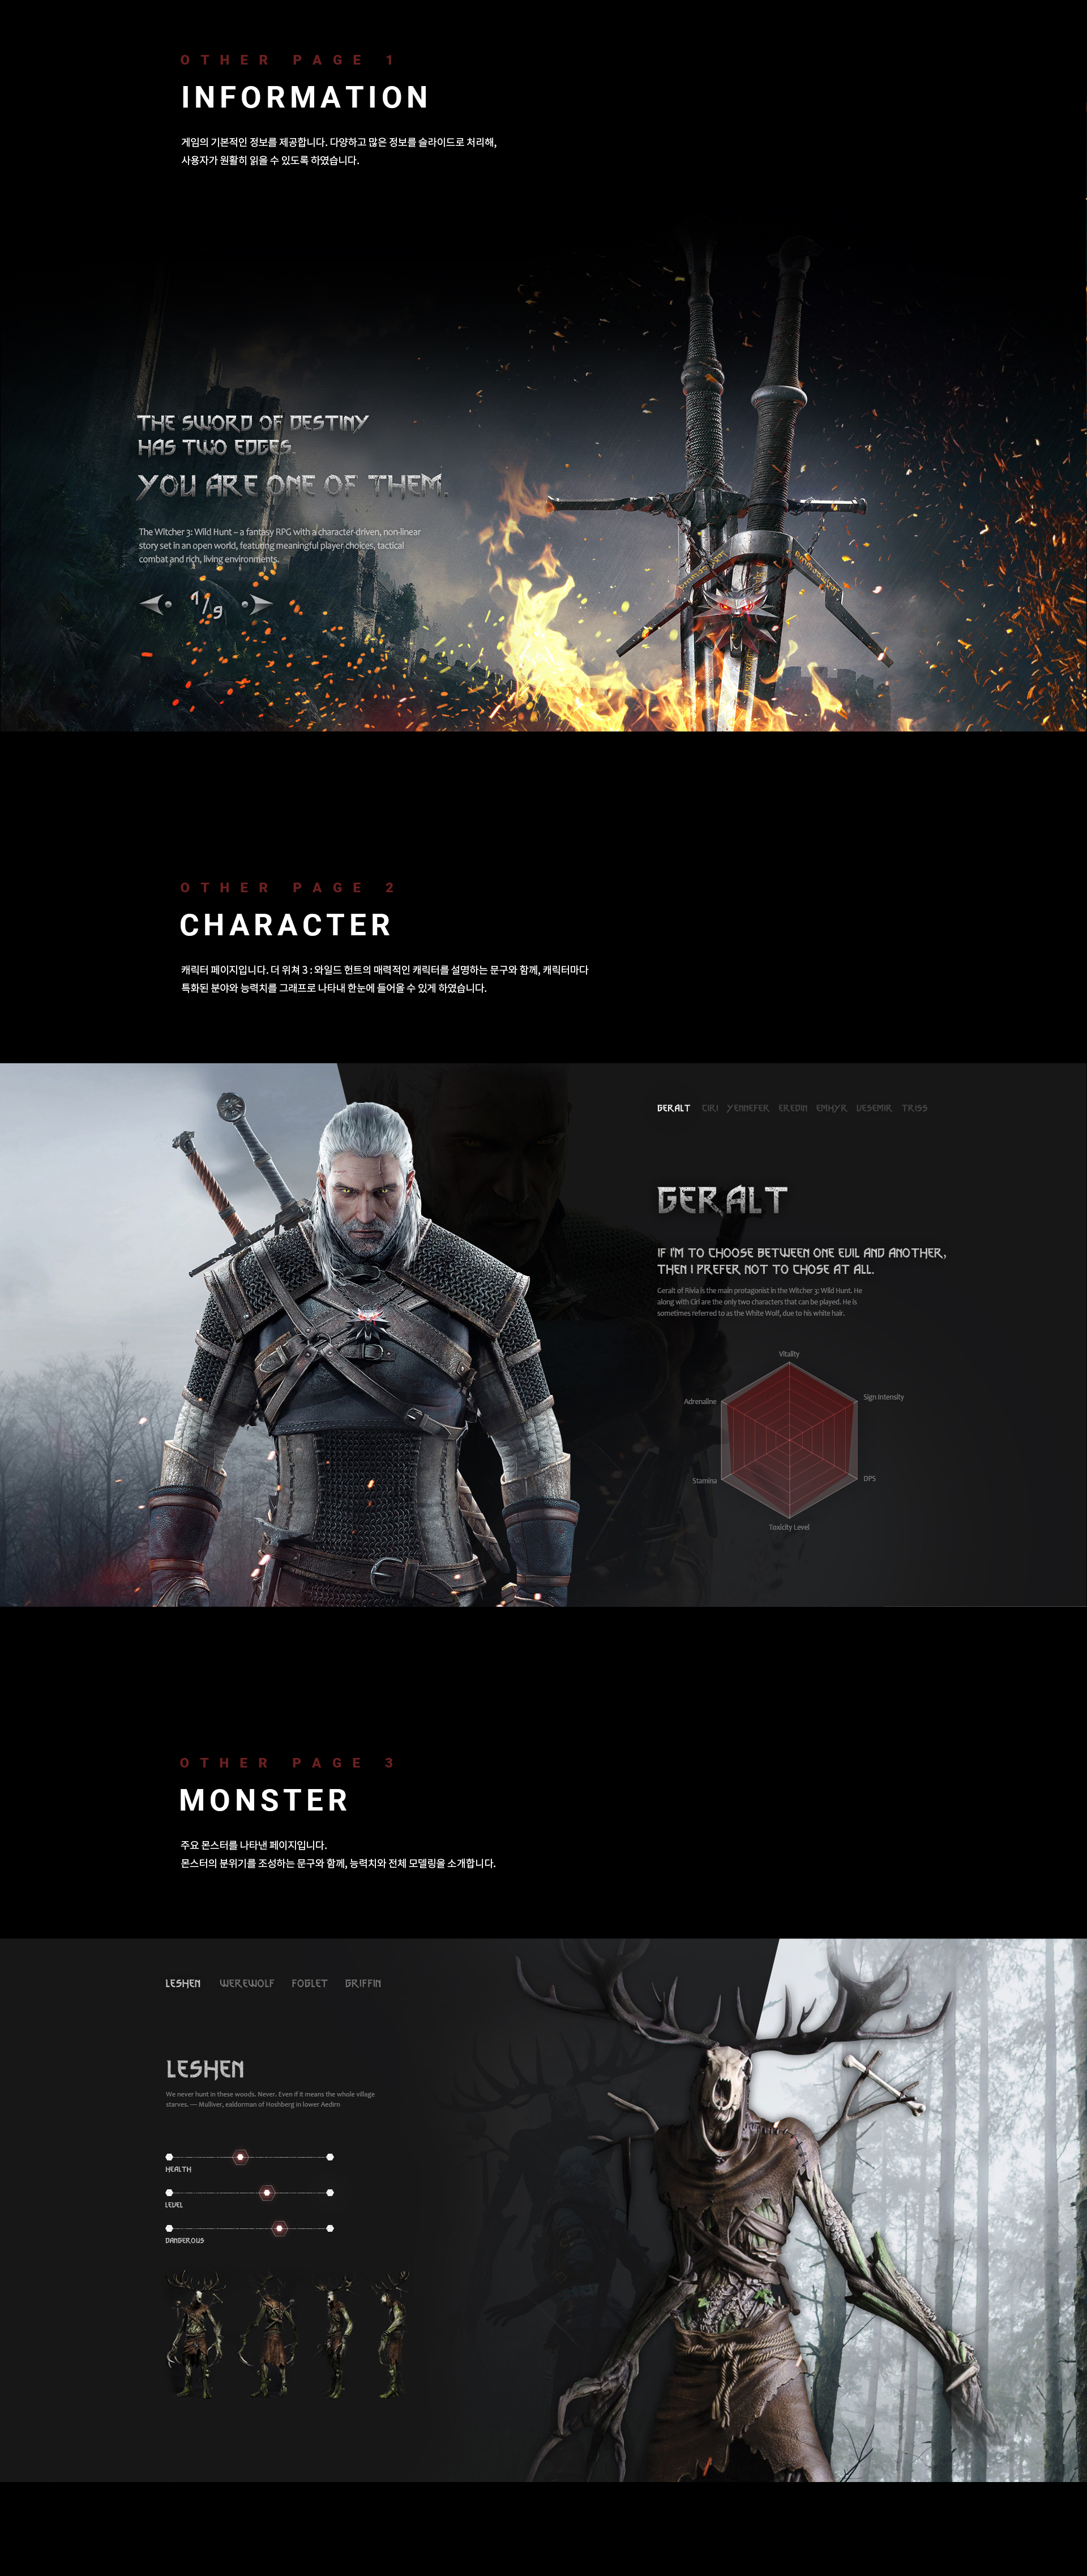 OTHER PAGE 1
INFORMATION
게임의 기본적인 정보를 제공합니다. 다양하고 많은 정보를 슬라이드로 처리해,
사용자가 원활히 읽을 수 있도록 하였습니다.
THE SWORD OF DESTINY
HAS TWO EDGES.
YOU ARE ONE OF THEM.
The Witcher 3: Wild Hunt – a fantasy RPG with a character-driven, non-linear
story set in an open world, featuring meaningful player choices, tactical
combat and rich, living environments.
1/9
OTHER PAGE 2
CHARACTER
캐릭터 페이지입니다. 더 위쳐 3 : 와일드 헌트의 매력적인 캐릭터를 설명하는 문구와 함께, 캐릭터마다
특화된 분야와 능력치를 그래프로 나타내 한눈에 들어올 수 있게 하였습니다.
GERALT CIRI YENNEFER EREDIN EMHYR VESEMIR TRISS
GERALT
IF I'M TO CHOOSE BETWEEN ONE EVIL AND ANOTHER,
THEN I PREFER NOT TO CHOSE AT ALL.
Geralt of Rivia is the main protagonist in the Witcher 3: Wild Hunt. He
along with Ciri are the only two characters that can be played. He is
sometimes referred to as the White Wolf, due to his white hair.
Vitality
Sign Intensity
Adrenaline
DPS
Stamina
Toxicity Level
OTHER PAGE 3
MONSTER
주요 몬스터를 나타낸 페이지입니다.
몬스터의 분위기를 조성하는 문구와 함께, 능력치와 전체 모델링을 소개합니다.
LESHEN WEREWOLF FOGLET GRIFFIN
LESHEN
We never hunt in these woods. Never. Even if it means the whole village
starves. — Mulliver, ealdorman of Hoshberg in lower Aedirn
HEALTH
LEVEL
DANGEROUS